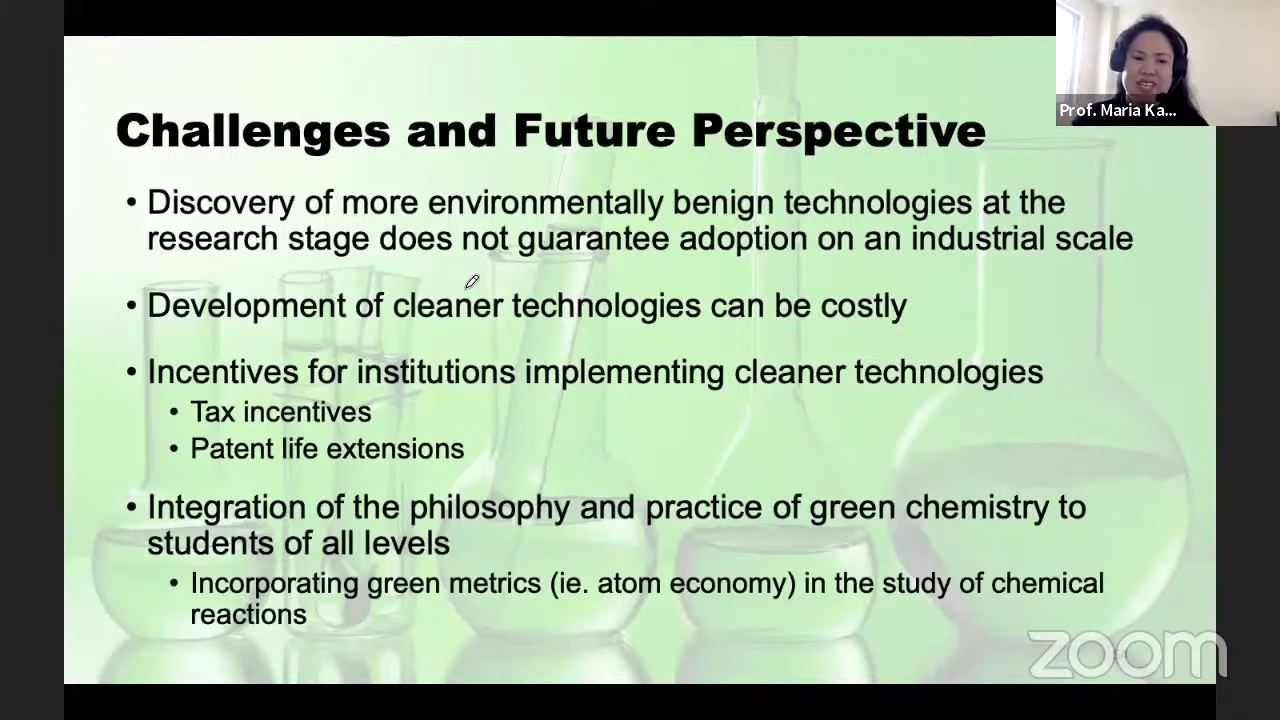 Challenges and Future Perspective
• Discovery of more environmentally benign technologies at the
research stage does not guarantee adoption on an industrial scale
• Development of cleaner technologies can be costly
• Incentives for institutions implementing cleaner technologies
• Tax incentives
• Patent life extensions
• Integration of the philosophy and practice of green chemistry to
students of all levels
• Incorporating green metrics (ie. atom economy) in the study of chemical
reactions
Prof. Maria Ka...
zoom